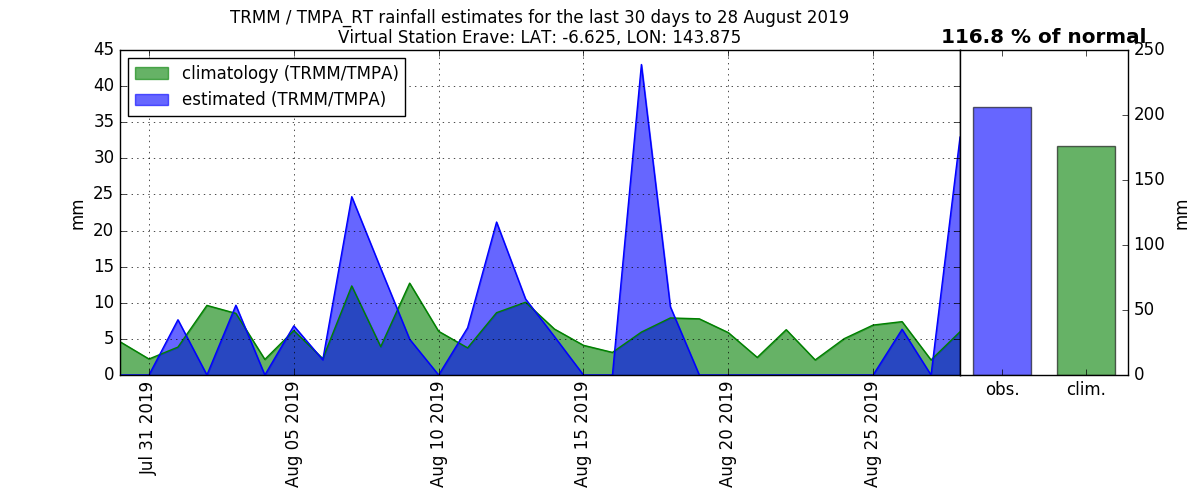 TRMM / TMPA_RT rainfall estimates for the last 30 days to 28 August 2019
Virtual Station Erave: LAT: -6.625, LON: 143.875
116.8 % of normal
climatology (TRMM/TMPA)
estimated (TRMM/TMPA)
45
40
35
30
25
20
15
10
5
0
mm
Jul 31 2019
Aug 05 2019
Aug 10 2019
Aug 15 2019
Aug 20 2019
Aug 25 2019
obs.
clim.
250
200
150
100
50
0
mm